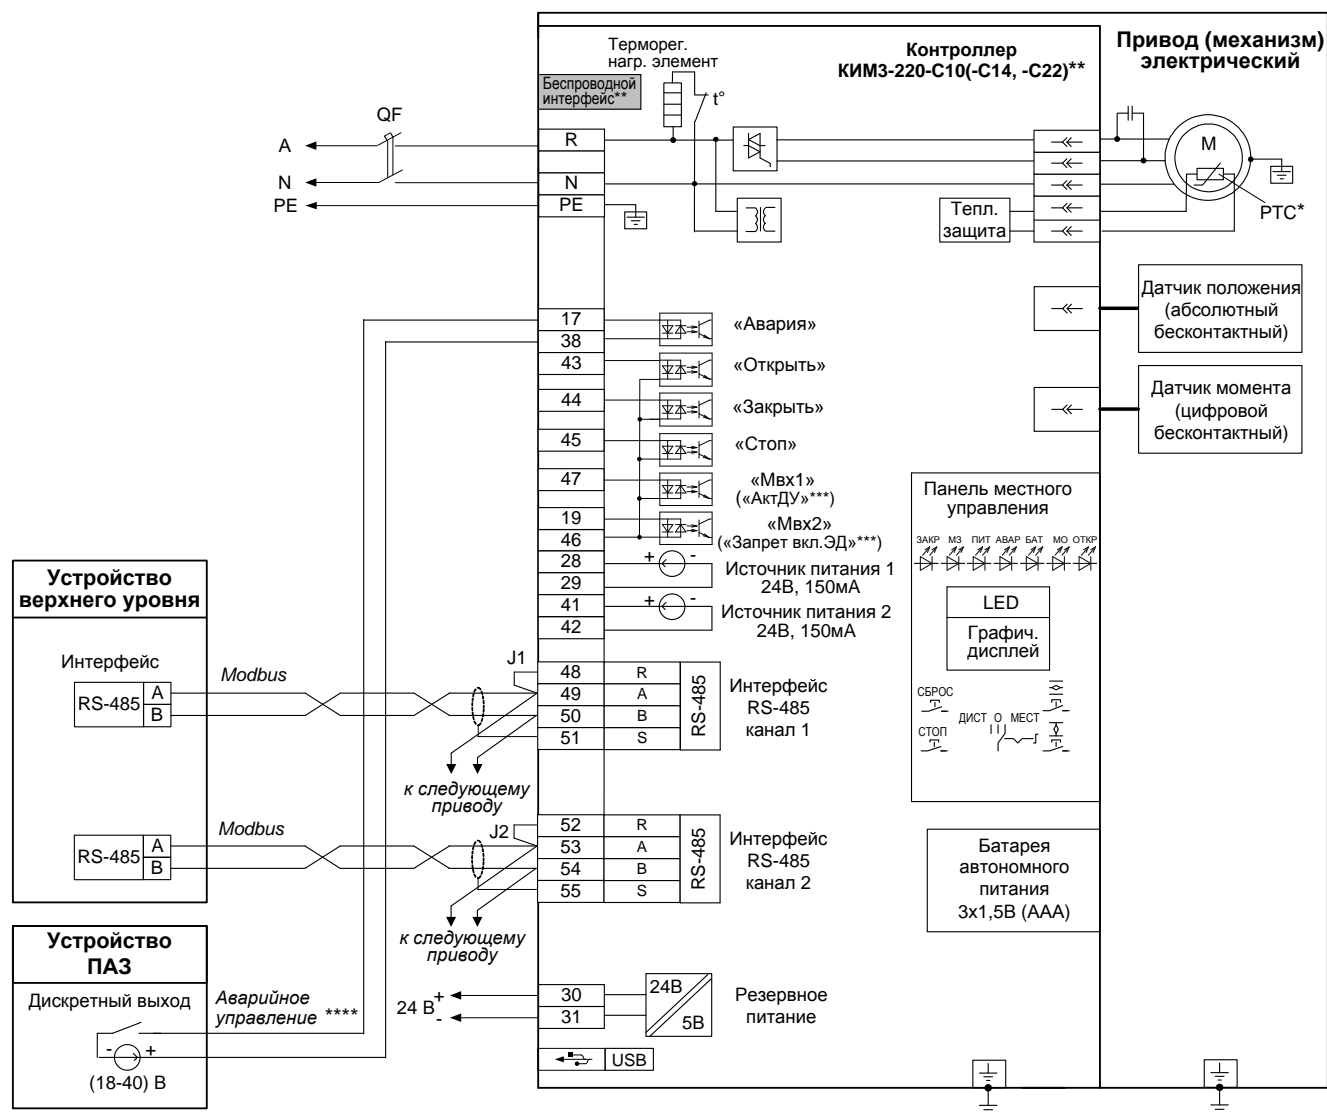 Терморег.
нагр. элемент
Контроллер
КИМ3-220-С10(-С14, -С22)**
Привод (механизм)
электрический
Беспроводной
интерфейс**
t°
QF
A
R
N
N
PE
PE
M
PTC*
Тепл.
защита
Датчик положения
(абсолютный
бесконтактный)
Датчик момента
(цифровой
бесконтактный)
17
«Авария»
38
43
«Открыть»
44
«Закрыть»
45
«Стоп»
47
«Мвх1»
(«АктДУ»***)
19
«Мвх2»
46
(«Запрет вкл.ЭД»***)
28
+ -
Источник питания 1
24В, 150мА
29
41
+ -
Источник питания 2
24В, 150мА
42
Панель местного
управления
ЗАКР МЗ ПИТ АВАР БАТ МО ОТКР
LED
Графич.
дисплей
СБРОС
СТОП
ДИСТ О МЕСТ
Устройство
верхнего уровня
Интерфейс
RS-485
A
B
Modbus
J1
48 R
49 A
50 B
51 S
RS-485
Интерфейс
RS-485
канал 1
к следующему
приводу
RS-485
A
B
Modbus
J2
52 R
53 A
54 B
55 S
RS-485
Интерфейс
RS-485
канал 2
к следующему
приводу
Батарея
автономного
питания
3х1,5В (ААА)
Устройство
ПАЗ
Дискретный выход
- +
(18-40) В
Аварийное
управление ****
24 В
+
-
30
31
24В
5В
Резервное
питание
USB